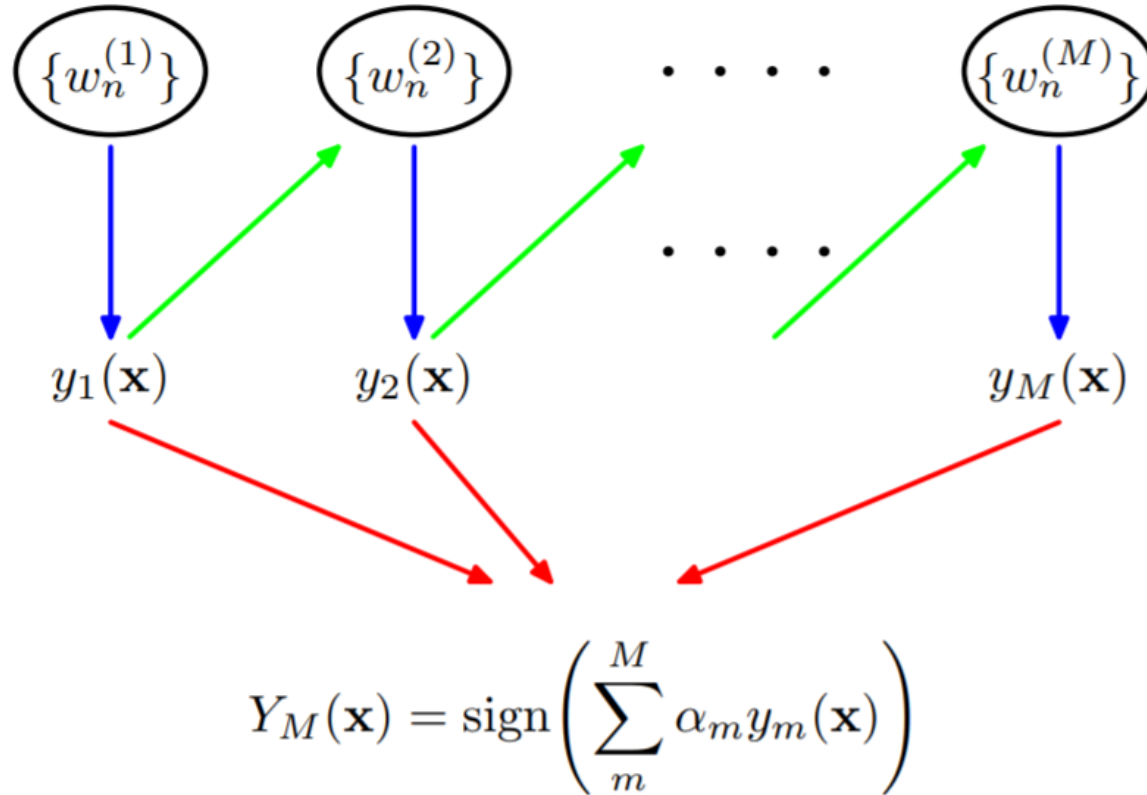 {w_n^{(1)}} {w_n^{(2)}} . . . . {w_n^{(M)}}
. . . .
y_1(x) y_2(x) y_M(x)
Y_M(x) = sign(∑_m^M α_m y_m(x))